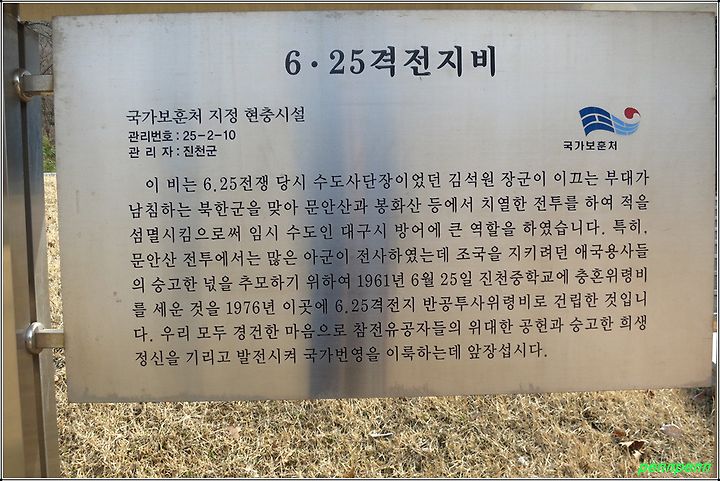 6·25격전지비
국가보훈처 지정 현충시설
관리번호 : 25-2-10
관 리 자 : 진천군
국가보훈처
이 비는 6.25전쟁 당시 수도사단장이었던 김석원 장군이 이끄는 부대가
남침하는 북한군을 맞아 문안산과 봉화산 등에서 치열한 전투를 하여 적을
섬멸시킴으로써 임시 수도인 대구시 방어에 큰 역할을 하였습니다. 특히,
문안산 전투에서는 많은 아군이 전사하였는데 조국을 지키려던 애국용사들
의 숭고한 넋을 추모하기 위하여 1961년 6월 25일 진천중학교에 충혼위령비
를 세운 것을 1976년 이곳에 6.25격전지 반공투사위령비로 건립한 것입니
다. 우리 모두 경건한 마음으로 참전유공자들의 위대한 공헌과 숭고한 희생
정신을 기리고 발전시켜 국가번영을 이룩하는데 앞장섭시다.